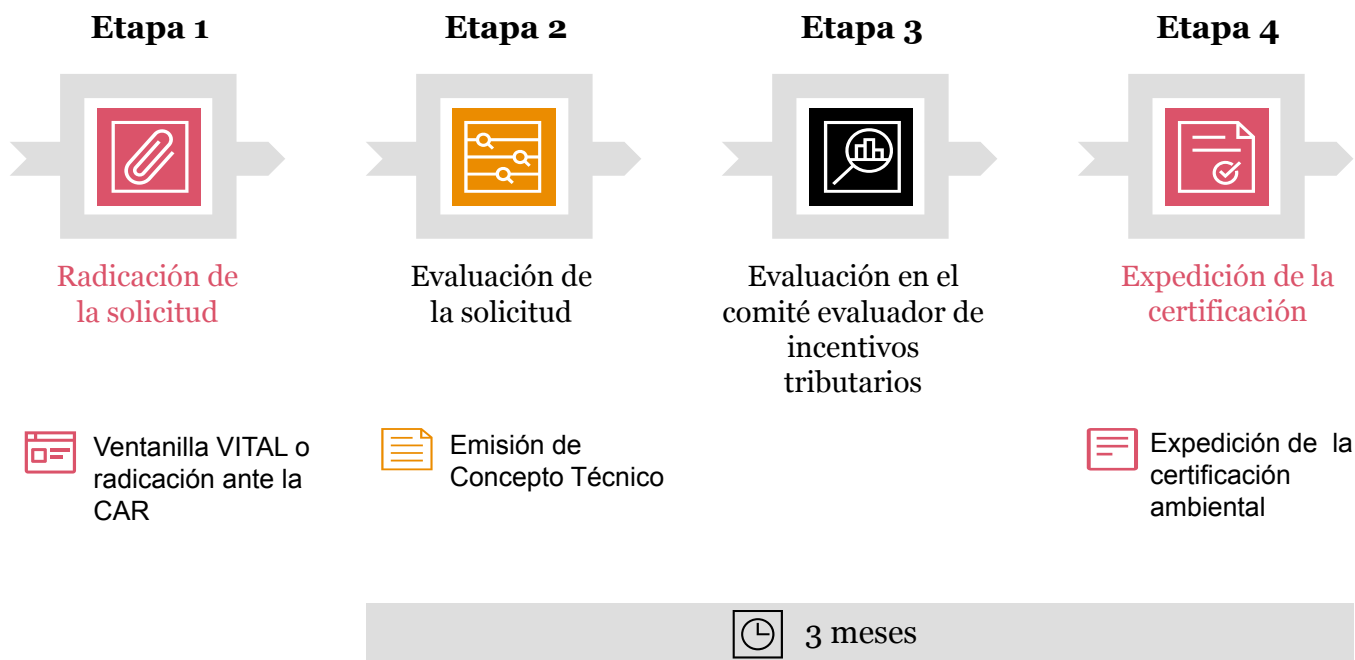 Etapa 1
Etapa 2
Etapa 3
Etapa 4
Radicación de
la solicitud
Evaluación de
la solicitud
Evaluación en el
comité evaluador de
incentivos
tributarios
Expedición de la
certificación
Ventanilla VITAL o
radicación ante la
CAR
Emisión de
Concepto Técnico
Expedición de  la
certificación
ambiental
3 meses